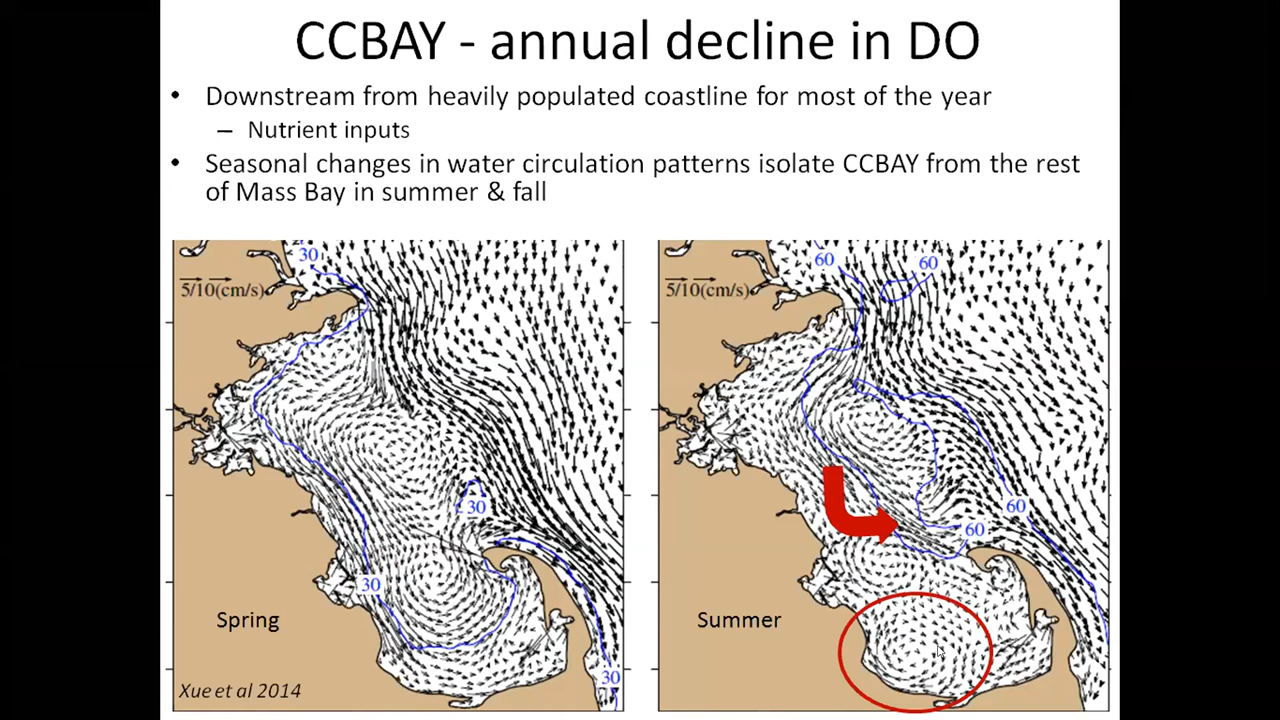 CCBAY - annual decline in DO
• Downstream from heavily populated coastline for most of the year
– Nutrient inputs
• Seasonal changes in water circulation patterns isolate CCBAY from the rest
of Mass Bay in summer & fall
30
5/10(cm/s)
30
30
30
Spring
Xue et al 2014
60
60
5/10(cm/s)
60
60
Summer